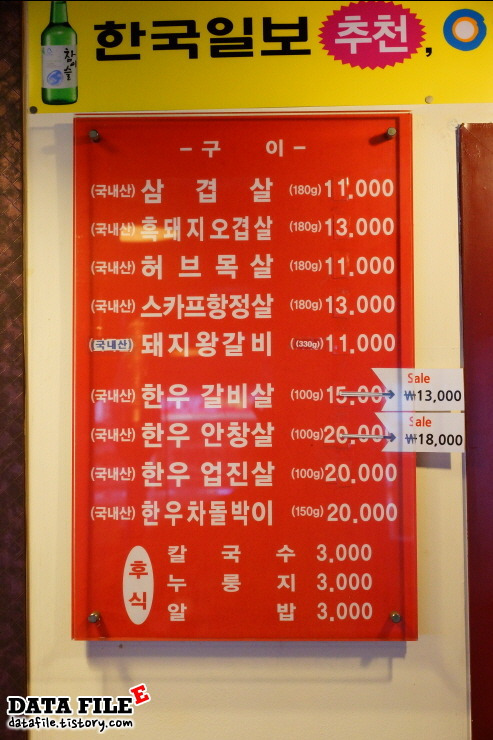 참이슬
한국일보 추천,
- 구 이 -
(국내산) 삼 겹 살 (180g) 11.000
(국내산) 흑돼지오겹살 (180g) 13.000
(국내산) 허 브 목 살 (180g) 11.000
(국내산) 스카프항정살 (180g) 13.000
(국내산) 돼지왕갈비 (330g) 11.000
Sale
(국내산) 한우 갈비살 (100g) 15.000 ₩13,000
Sale
(국내산) 한우 안창살 (100g) 20.000 ₩18,000
(국내산) 한우 업진살 (100g) 20.000
(국내산) 한우차돌박이 (150g) 20.000
후식
칼 국 수 3.000
누 룽 지 3.000
알 밥 3.000
DATA FILE E
datafile.tistory.com